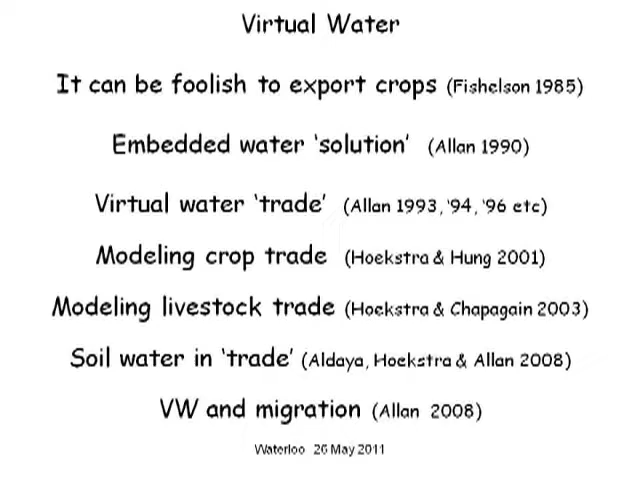 Virtual Water
It can be foolish to export crops (Fishelson 1985)
Embedded water ‘solution’ (Allan 1990)
Virtual water ‘trade’ (Allan 1993, ‘94, ‘96 etc)
Modeling crop trade (Hoekstra & Hung 2001)
Modeling livestock trade (Hoekstra & Chapagain 2003)
Soil water in ‘trade’ (Aldaya, Hoekstra & Allan 2008)
VW and migration (Allan 2008)
Waterloo 26 May 2011